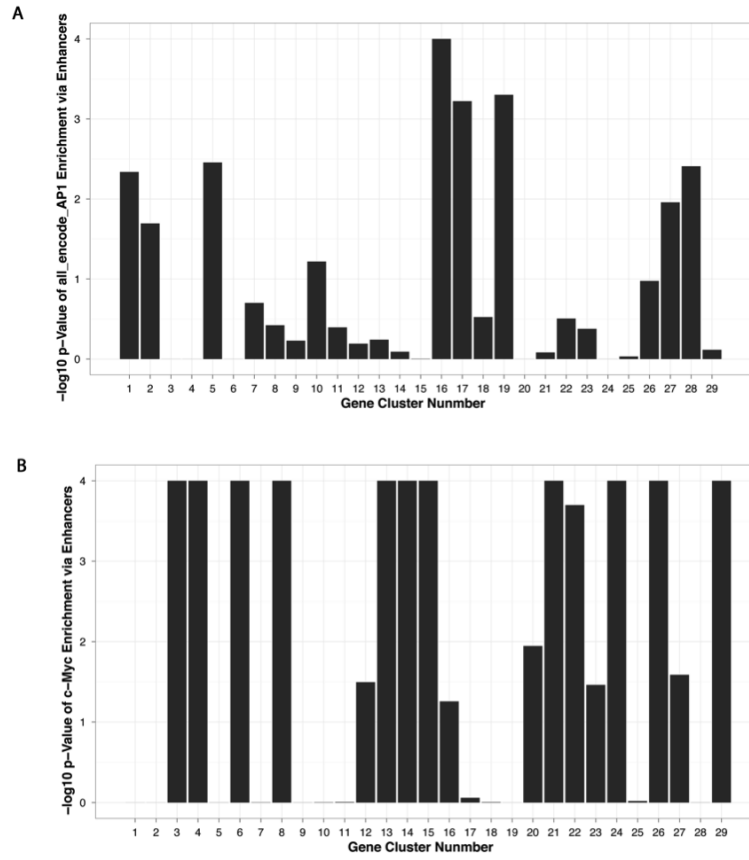 A
−log10 p−Value of all_encode_AP1 Enrichment via Enhancers
4
3
2
1
0
1 2 3 4 5 6 7 8 9 10 11 12 13 14 15 16 17 18 19 20 21 22 23 24 25 26 27 28 29
Gene Cluster Nunmber
B
−log10 p−Value of c−Myc Enrichment via Enhancers
4
3
2
1
0
1 2 3 4 5 6 7 8 9 10 11 12 13 14 15 16 17 18 19 20 21 22 23 24 25 26 27 28 29
Gene Cluster Nunmber